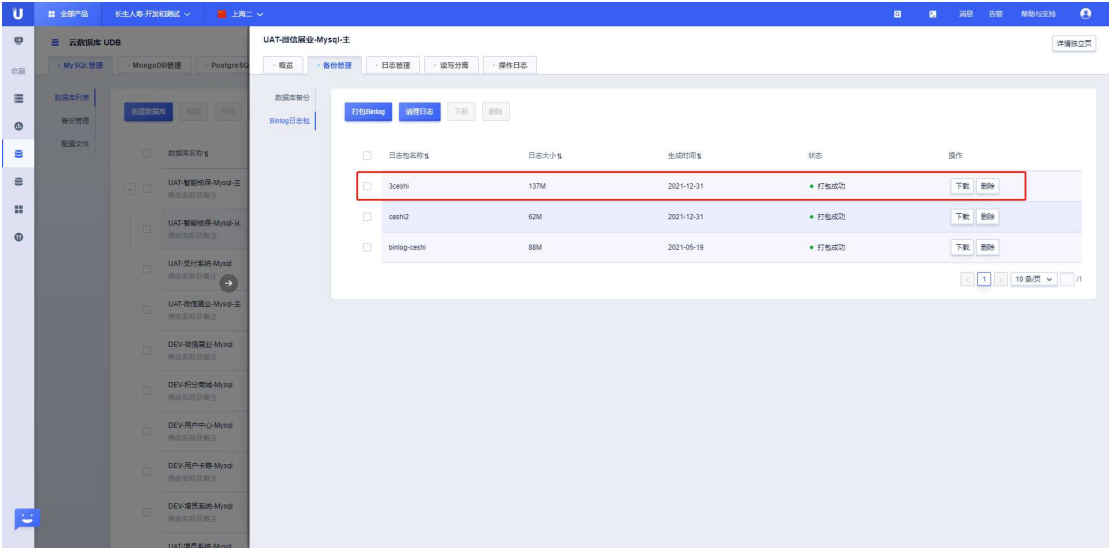 全部产品 长生人寿-开发和测试 上海二 消息 告警 帮助与支持
收藏
云数据库 UDB
MySQL管理 MongoDB管理 PostgreSQ
数据库列表
备份管理
配置文件
创建数据库 启动 关闭
数据库名称
UAT-智能核保-Mysql-主
修改名称及备注
UAT-智能核保-Mysql-从
修改名称及备注
UAT-支付系统-Mysql
修改名称及备注
UAT-微信展业-Mysql-主
修改名称及备注
DEV-微信展业-Mysql
修改名称及备注
DEV-积分商城-Mysql
修改名称及备注
DEV-用户中心-Mysql
修改名称及备注
DEV-用户卡券-Mysql
修改名称及备注
DEV-增员系统-Mysql
修改名称及备注
UAT-增员系统-Mysql
UAT-微信展业-Mysql-主
详情独立页
概览 备份管理 日志管理 读写分离 操作日志
数据库备份
Binlog日志包
打包Binlog 清理日志 下载 删除
日志包名称 日志大小 生成时间 状态 操作
3ceshi 137M 2021-12-31 打包成功 下载 删除
ceshi2 62M 2021-12-31 打包成功 下载 删除
binlog-ceshi 88M 2021-05-19 打包成功 下载 删除
1 10 条/页 /1